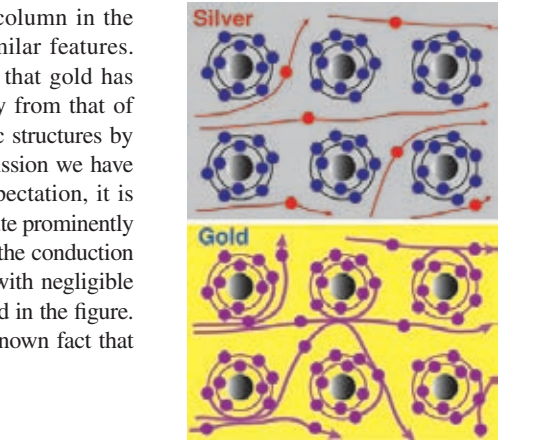 column in the
milar features.
that gold has
y from that of
c structures by
ssion we have
pectation, it is
te prominently
the conduction
with negligible
d in the figure.
nown fact that
Silver
Gold